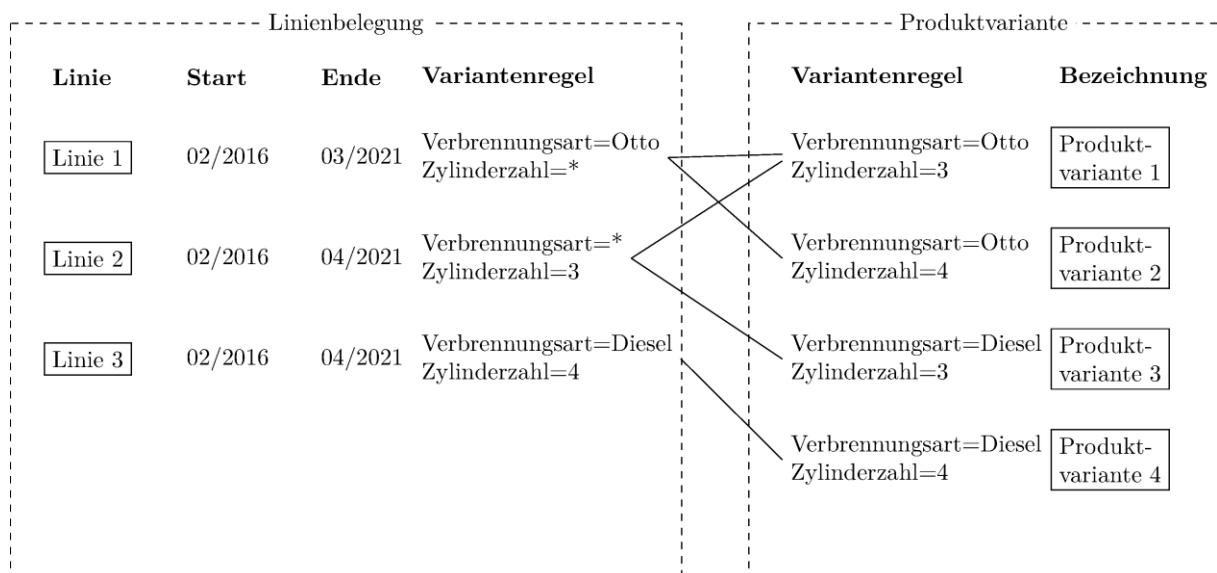 Linienbelegung
Produktvariante
Linie Start Ende Variantenregel
Variantenregel Bezeichnung
Linie 1 02/2016 03/2021 Verbrennungsart=Otto
Zylinderzahl=*
Verbrennungsart=Otto
Zylinderzahl=3
Produkt-
variante 1
Linie 2 02/2016 04/2021 Verbrennungsart=*
Zylinderzahl=3
Verbrennungsart=Otto
Zylinderzahl=4
Produkt-
variante 2
Linie 3 02/2016 04/2021 Verbrennungsart=Diesel
Zylinderzahl=4
Verbrennungsart=Diesel
Zylinderzahl=3
Produkt-
variante 3
Verbrennungsart=Diesel
Zylinderzahl=4
Produkt-
variante 4